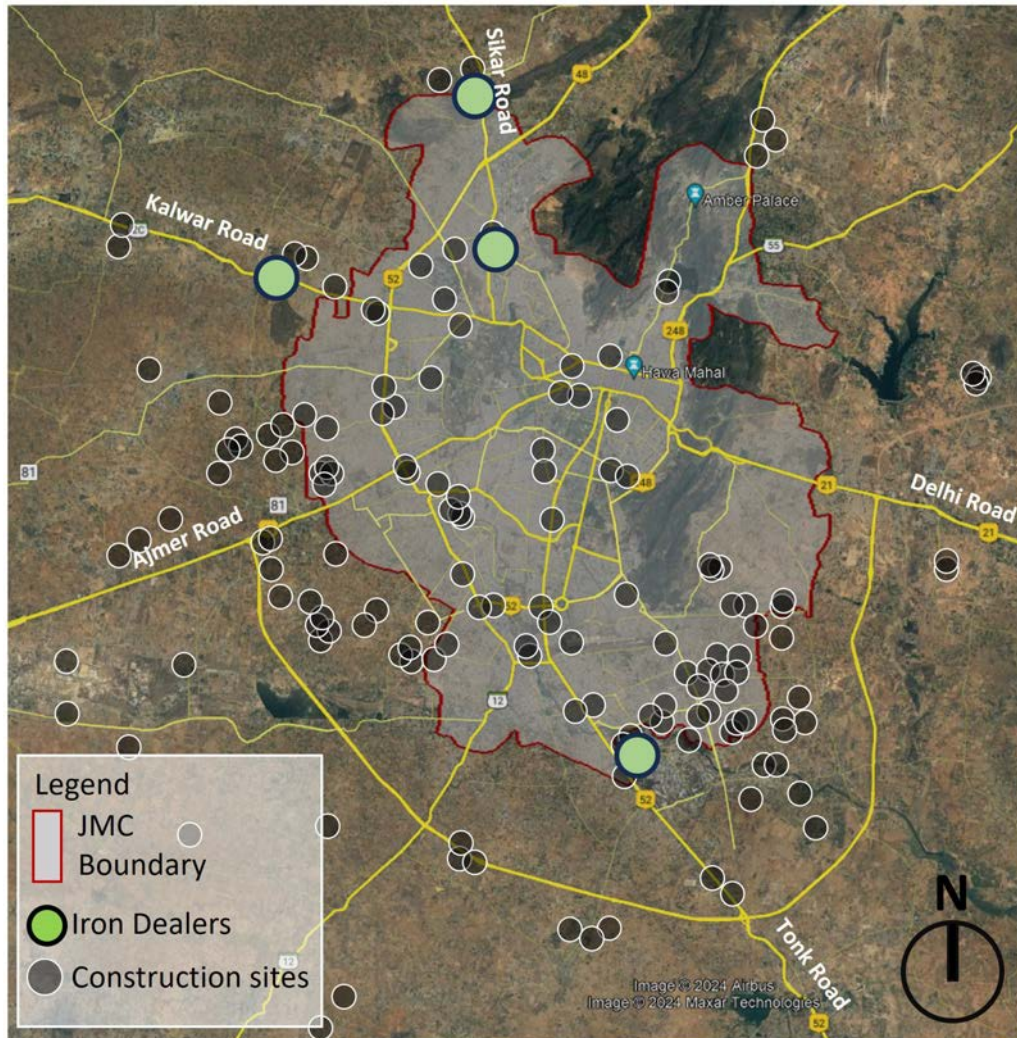 Sikar Road
48
Amber Palace
Kalwar Road
55
52
248
Hawa Mahal
248
81
21
Delhi Road
81
21
Ajmer Road
52
12
52
Legend
JMC
Boundary
Iron Dealers
Construction sites
12
N
Tonk Road
Image © 2024 Airbus
Image © 2024 Maxar Technologies
52